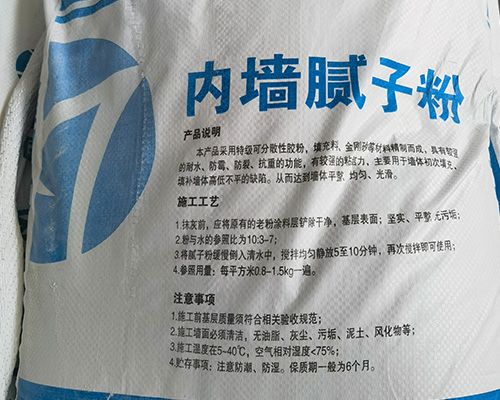 内墙腻子粉
产品说明
本产品采用特级可分散性胶粉，填充料、金刚砂等材料精制而成，具有较强
的耐水、防霉、防裂、抗重的功能，有较强的粘结力，主要用于墙体初次填充，
填补墙体高低不平的缺陷。从而达到墙体平整、均匀、光滑。
施工工艺
1.抹灰前，应将原有的老粉涂料层铲除干净，基层表面；坚实、平整、无污垢；
2.粉与水的参照比为10:3-7；
3.将腻子粉缓慢倒入清水中，搅拌均匀静放5至10分钟，再次搅拌即可使用；
4.参照用量：每平方米0.8-1.5kg一遍。
注意事项
1.施工前基层质量须符合相关验收规范；
2.施工墙面必须清洁，无油脂、灰尘、污垢、泥土、风化物等；
3.施工温度在5-40℃，空气相对湿度<75%；
4.贮存事项：注意防潮、防湿。保质期一般为6个月。